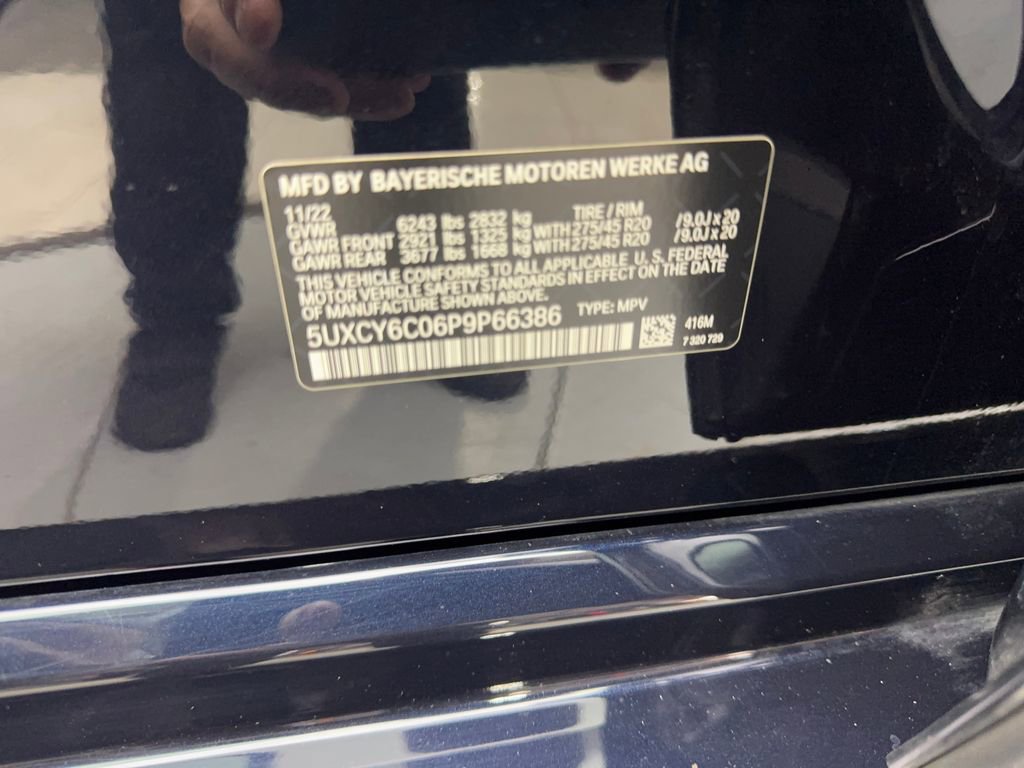 MFD BY BAYERISCHE MOTOREN WERKE AG
11/22 TIRE / RIM
GVWR 6243 lbs 2832 kg
GAWR FRONT 2921 lbs 1325 kg WITH 275/45 R20 /9.0J x 20
GAWR REAR 3677 lbs 1668 kg WITH 275/45 R20 /9.0J x 20
THIS VEHICLE CONFORMS TO ALL APPLICABLE U.S. FEDERAL
MOTOR VEHICLE SAFETY STANDARDS IN EFFECT ON THE DATE
OF MANUFACTURE SHOWN ABOVE.
5UXCY6C06P9P66386 TYPE: MPV
416M
7 320 729